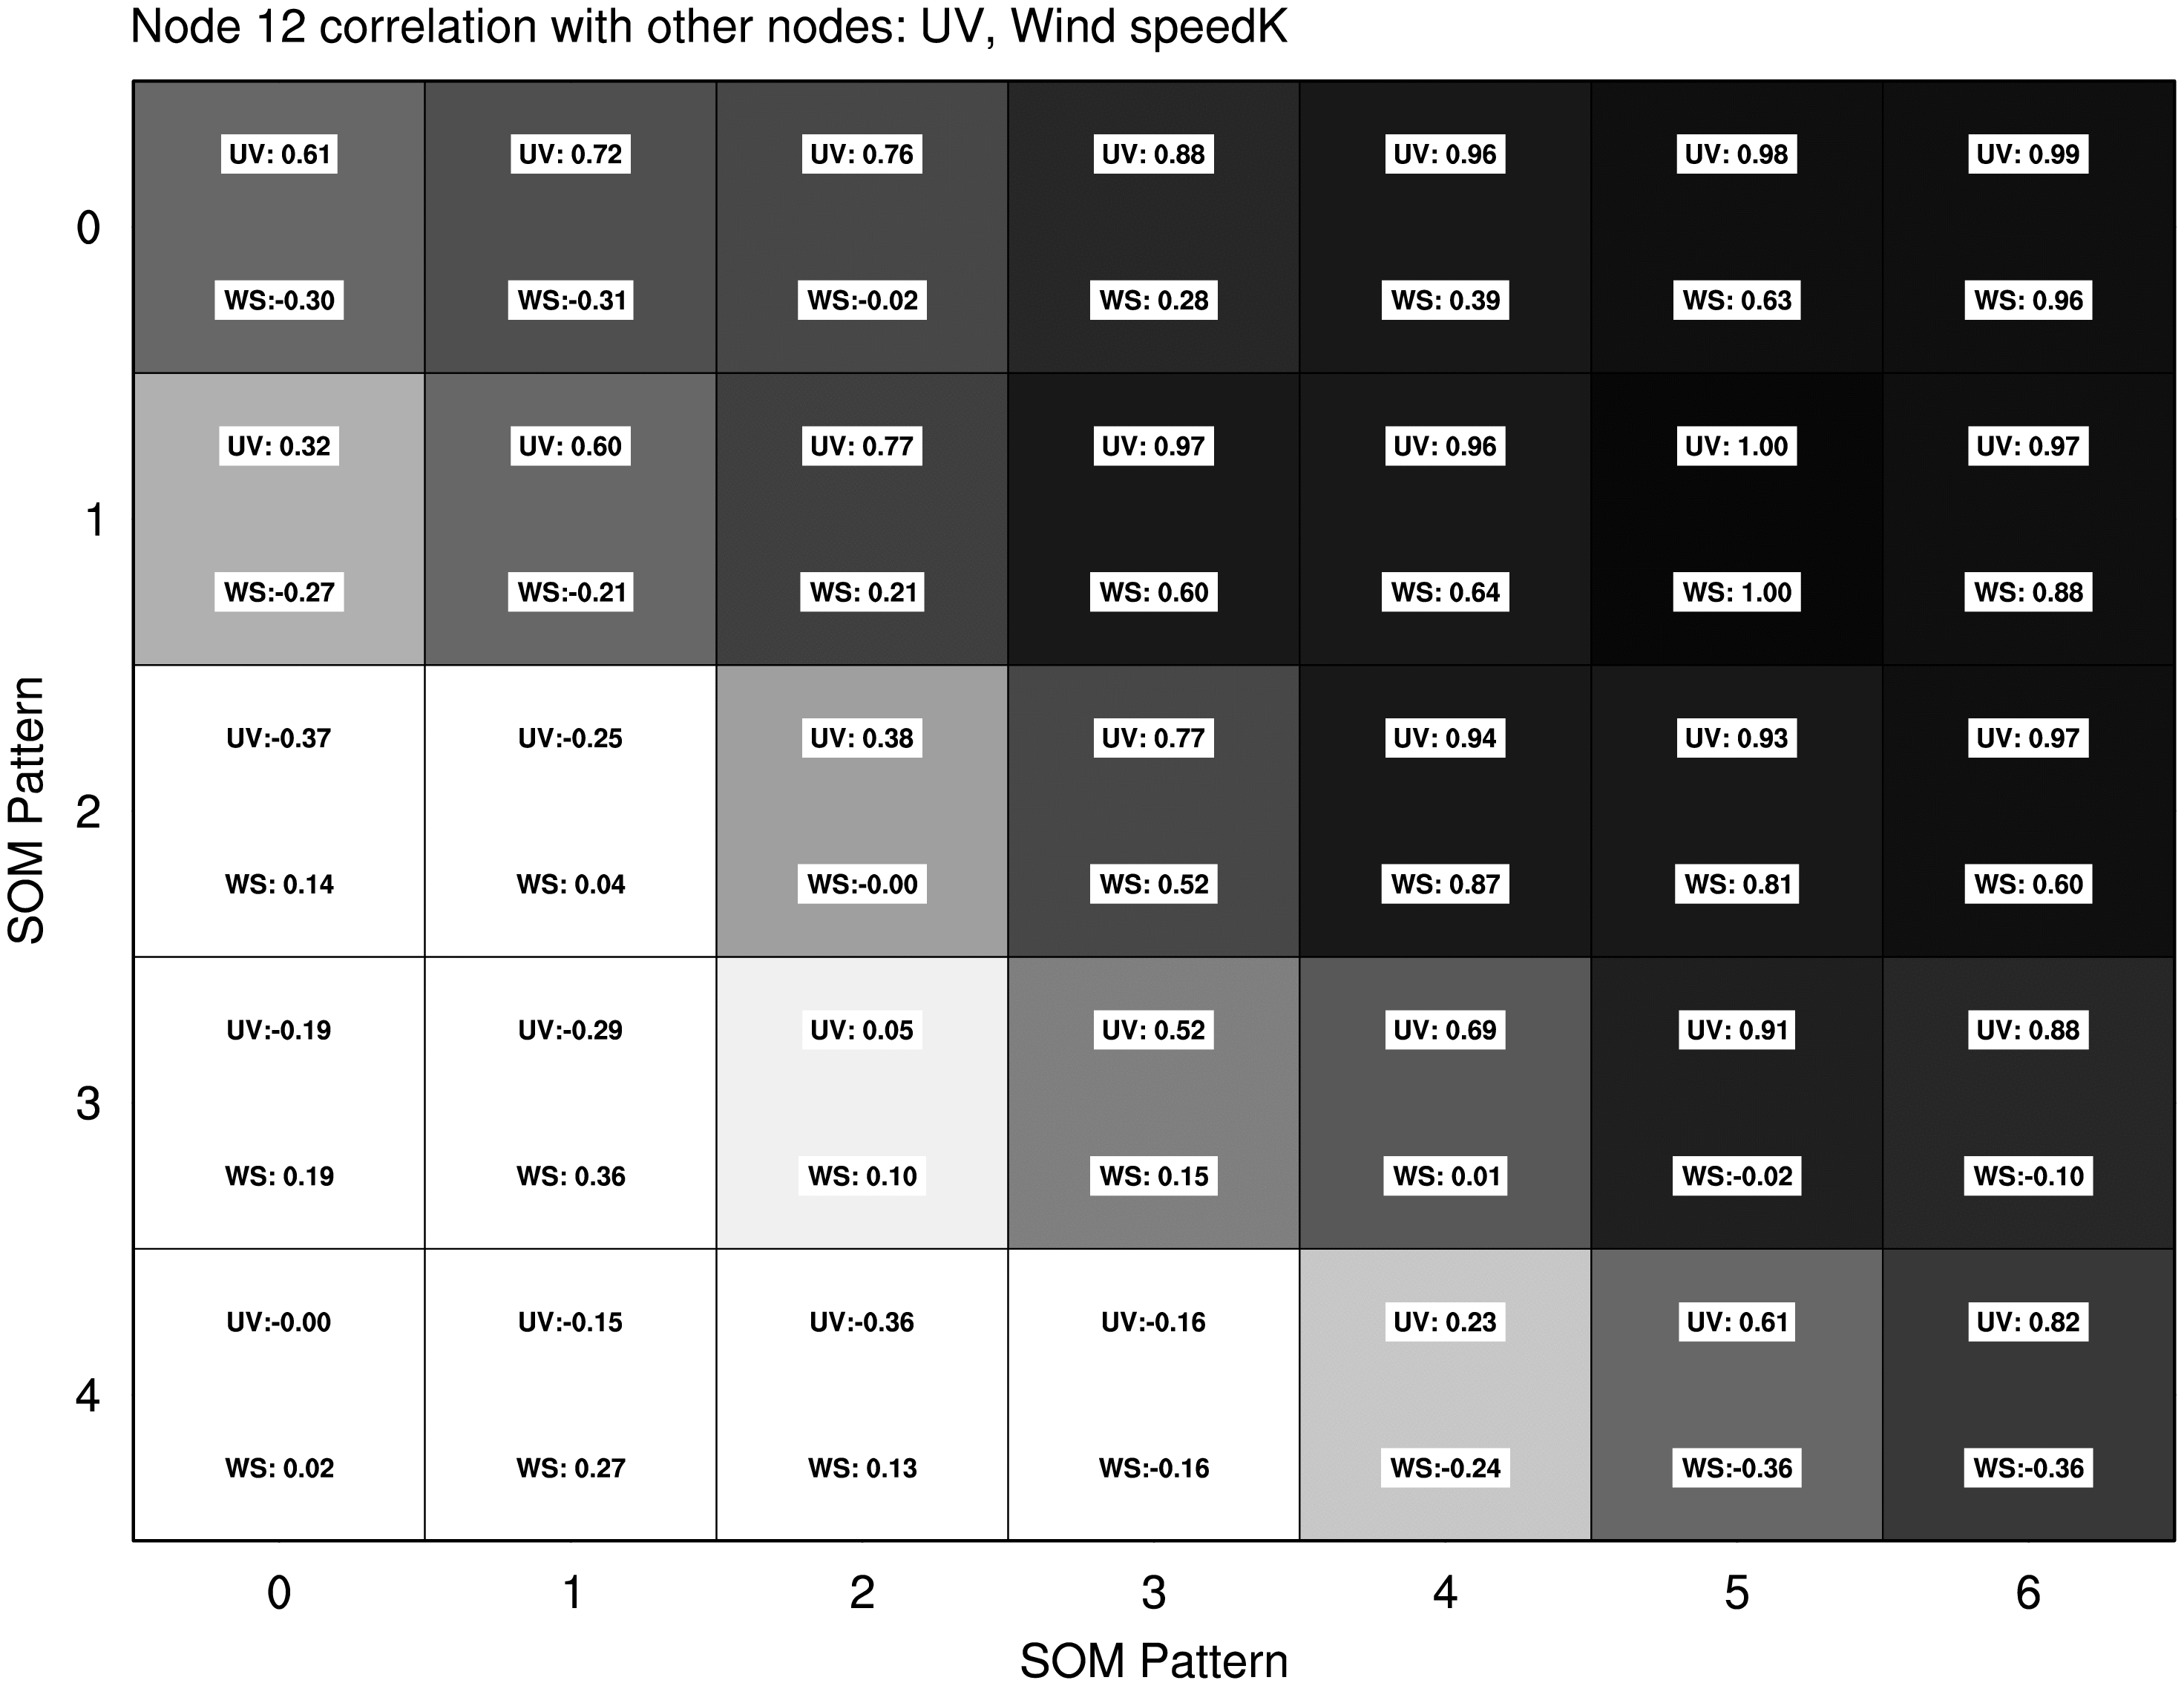 Node 12 correlation with other nodes: UV, Wind speedK
UV: 0.61 UV: 0.72 UV: 0.76 UV: 0.88 UV: 0.96 UV: 0.98 UV: 0.99
0
WS:-0.30 WS:-0.31 WS:-0.02 WS: 0.28 WS: 0.39 WS: 0.63 WS: 0.96
UV: 0.32 UV: 0.60 UV: 0.77 UV: 0.97 UV: 0.96 UV: 1.00 UV: 0.97
1
WS:-0.27 WS:-0.21 WS: 0.21 WS: 0.60 WS: 0.64 WS: 1.00 WS: 0.88
SOM Pattern
UV:-0.37 UV:-0.25 UV: 0.38 UV: 0.77 UV: 0.94 UV: 0.93 UV: 0.97
2
WS: 0.14 WS: 0.04 WS:-0.00 WS: 0.52 WS: 0.87 WS: 0.81 WS: 0.60
UV:-0.19 UV:-0.29 UV: 0.05 UV: 0.52 UV: 0.69 UV: 0.91 UV: 0.88
3
WS: 0.19 WS: 0.36 WS: 0.10 WS: 0.15 WS: 0.01 WS:-0.02 WS:-0.10
UV:-0.00 UV:-0.15 UV:-0.36 UV:-0.16 UV: 0.23 UV: 0.61 UV: 0.82
4
WS: 0.02 WS: 0.27 WS: 0.13 WS:-0.16 WS:-0.24 WS:-0.36 WS:-0.36
0 1 2 3 4 5 6
SOM Pattern